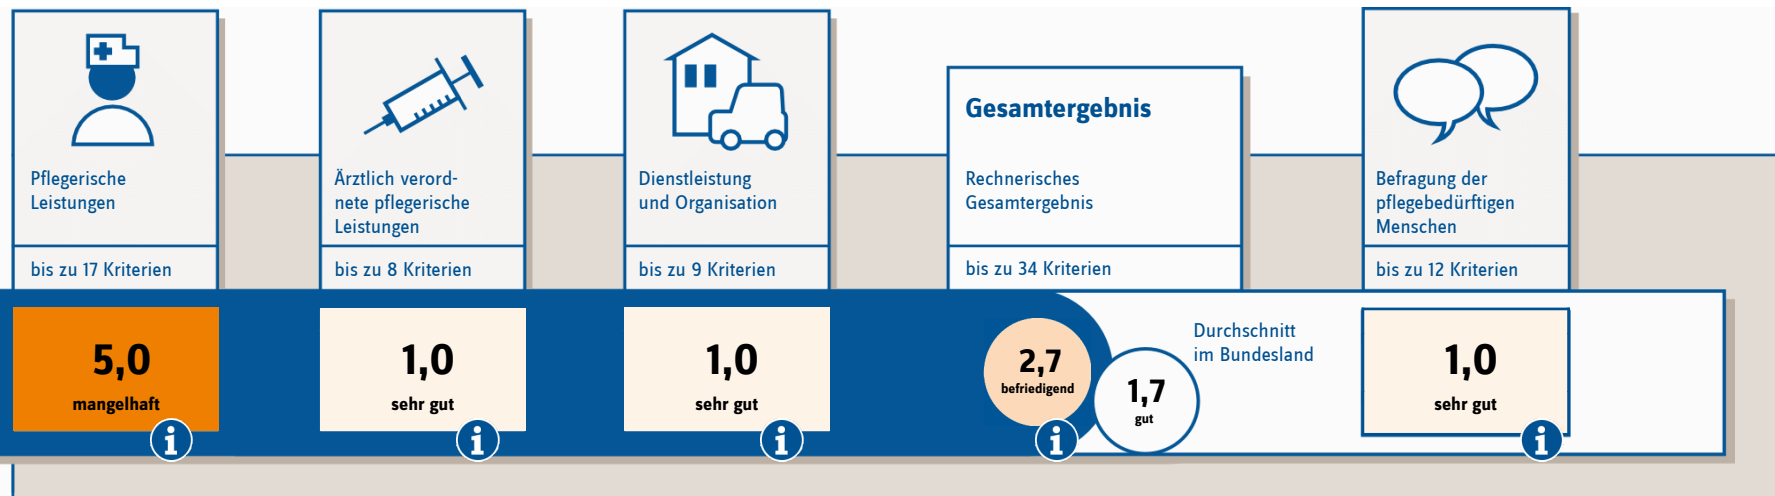 Pflegerische
Leistungen
bis zu 17 Kriterien
5,0
mangelhaft
i
Ärztlich verord-
nete pflegerische
Leistungen
bis zu 8 Kriterien
1,0
sehr gut
i
Dienstleistung
und Organisation
bis zu 9 Kriterien
1,0
sehr gut
i
Gesamtergebnis
Rechnerisches
Gesamtergebnis
bis zu 34 Kriterien
2,7
befriedigend
i
Durchschnitt
im Bundesland
1,7
gut
Befragung der
pflegebedürftigen
Menschen
bis zu 12 Kriterien
1,0
sehr gut
i